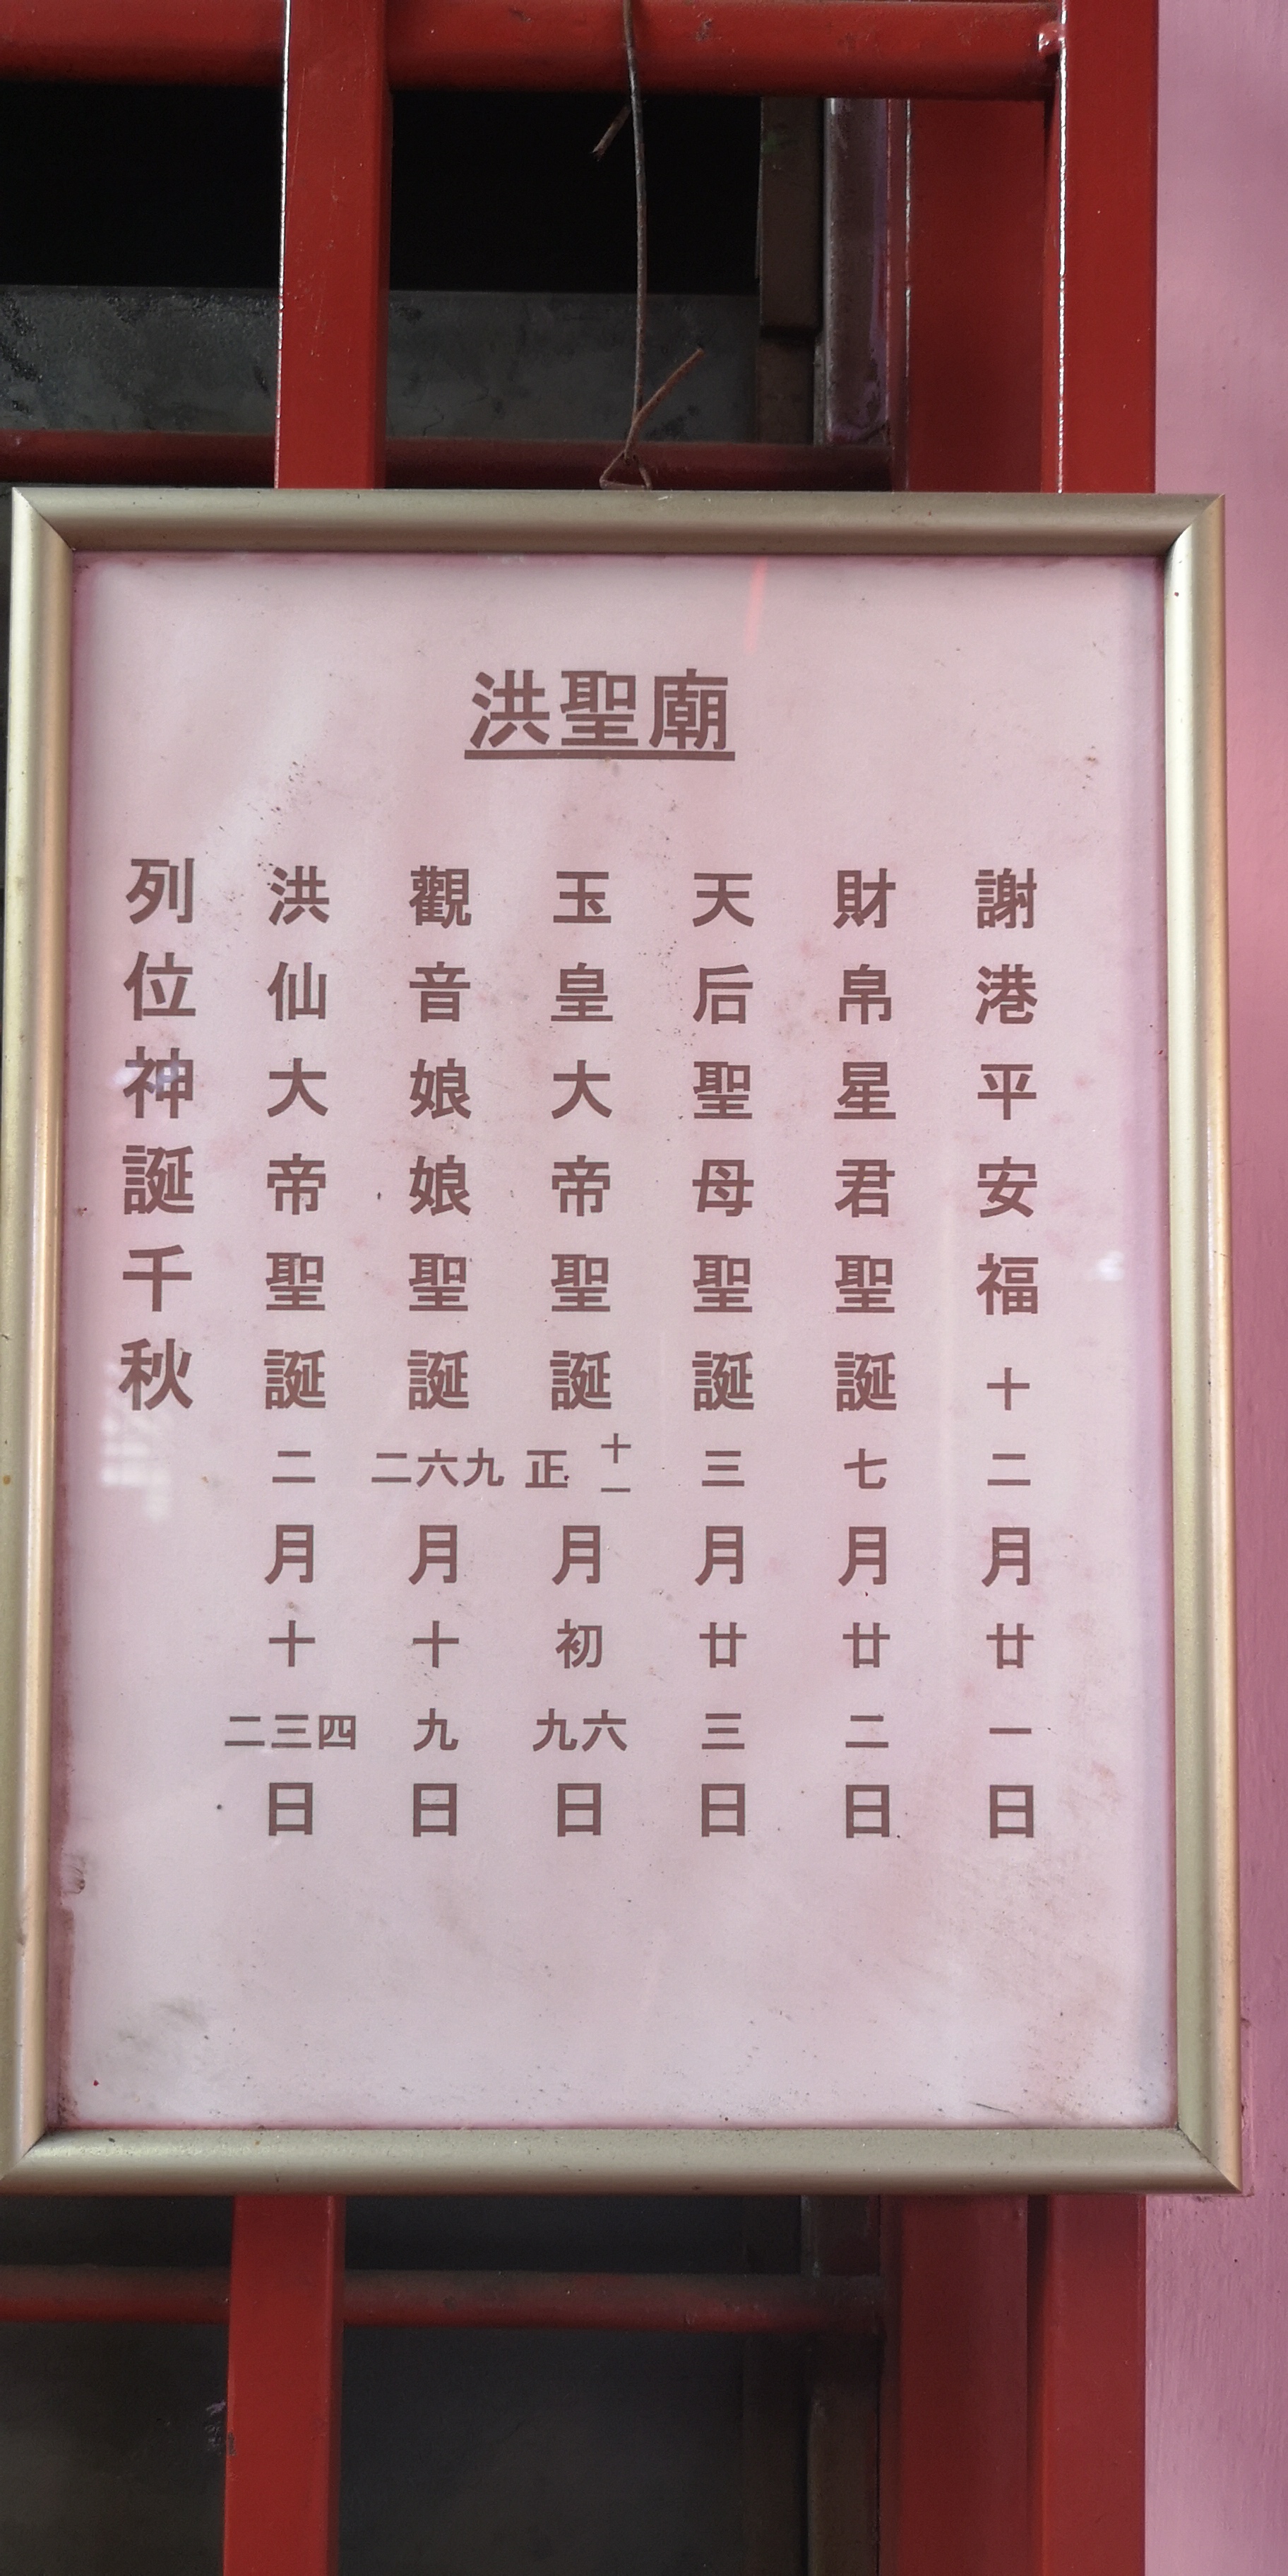 洪聖廟
列位神誕千秋
洪仙大帝聖誕二月十二三四日
觀音娘娘聖誕二六九月十九日
玉皇大帝聖誕正十一月初九六日
天后聖母聖誕三月廿三日
財帛星君聖誕七月廿二日
謝港平安福十二月廿一日